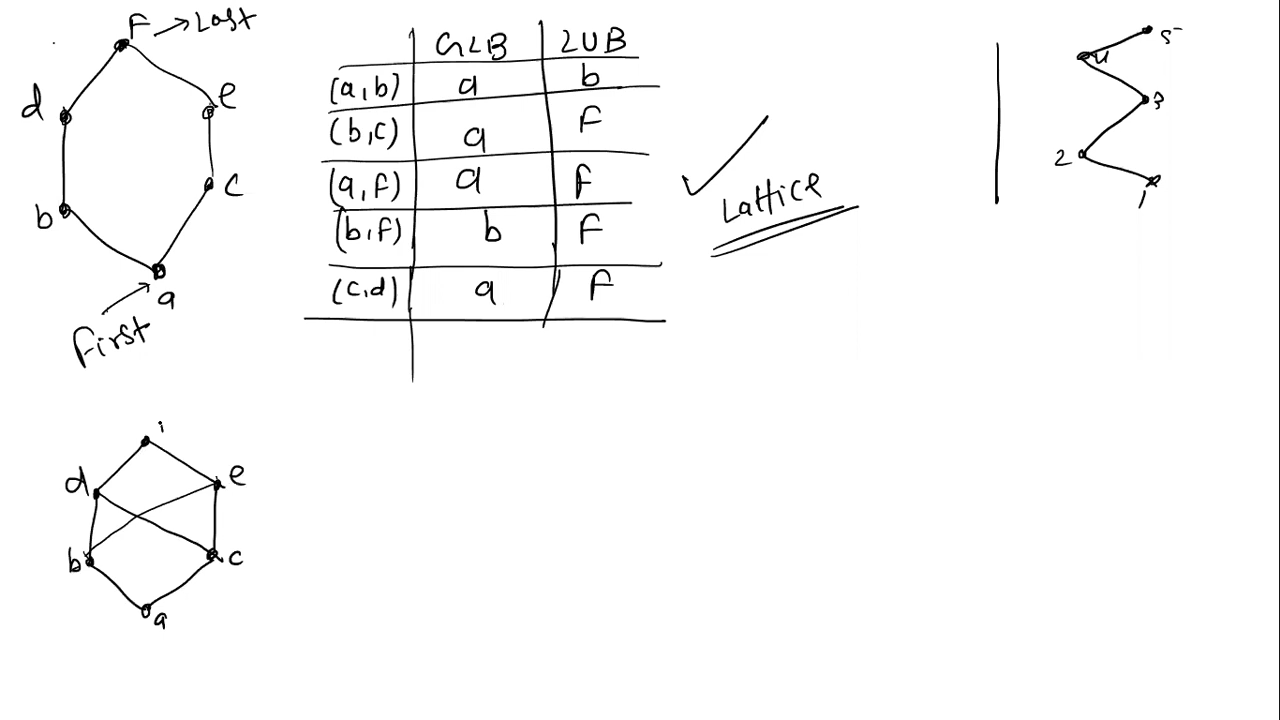 F → Last
d
e
b
c
a
First
GLB LUB
(a,b) a b
(b,c) a F
(a,F) a F
(b,f) b F
(c,d) a F
Lattice
5
4
3
2
1
i
d
e
b
c
a